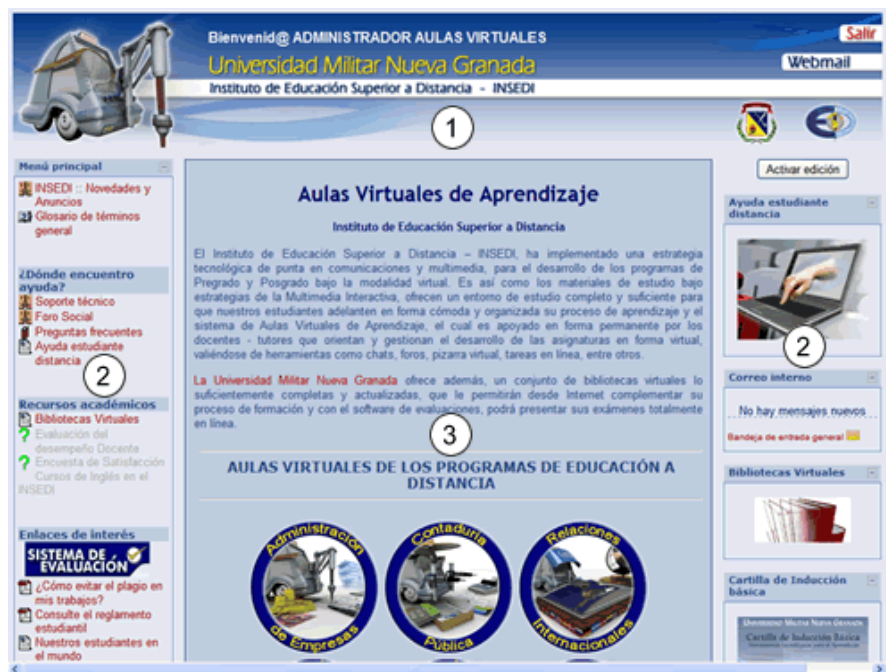 Bienvenid@ ADMINISTRADOR AULAS VIRTUALES
Salir
Universidad Militar Nueva Granada
Webmail
Instituto de Educación Superior a Distancia - INSEDI
1
Menú principal
INSEDI :: Novedades y
Anuncios
Glosario de términos
general
¿Dónde encuentro
ayuda?
Soporte técnico
Foro Social
Preguntas frecuentes
Ayuda estudiante
distancia
2
Recursos académicos
Bibliotecas Virtuales
Evaluación del
desempeño Docente
Encuesta de Satisfacción
Cursos de Inglés en el
INSEDI
Enlaces de interés
SISTEMA DE
EVALUACIÓN
¿Cómo evitar el plagio en
mis trabajos?
Consulte el reglamento
estudiantil
Nuestros estudiantes en
el mundo
Aulas Virtuales de Aprendizaje
Instituto de Educación Superior a Distancia
El Instituto de Educación Superior a Distancia – INSEDI, ha implementado una estrategia
tecnológica de punta en comunicaciones y multimedia, para el desarrollo de los programas de
Pregrado y Posgrado bajo la modalidad virtual. Es así como los materiales de estudio bajo
estrategias de la Multimedia Interactiva, ofrecen un entorno de estudio completo y suficiente para
que nuestros estudiantes adelanten en forma cómoda y organizada su proceso de aprendizaje y el
sistema de Aulas Virtuales de Aprendizaje, el cual es apoyado en forma permanente por los
docentes - tutores que orientan y gestionan el desarrollo de las asignaturas en forma virtual,
valiéndose de herramientas como chats, foros, pizarra virtual, tareas en línea, entre otros.
La Universidad Militar Nueva Granada ofrece además, un conjunto de bibliotecas virtuales lo
suficientemente completas y actualizadas, que le permitirán desde Internet complementar su
proceso de formación y con el software de evaluaciones, podrá presentar sus exámenes totalmente
en línea.
3
AULAS VIRTUALES DE LOS PROGRAMAS DE EDUCACIÓN A
DISTANCIA
Administración
de Empresas
Contaduría
Pública
Relaciones
Internacionales
Activar edición
Ayuda estudiante
distancia
2
Correo interno
No hay mensajes nuevos
Bandeja de entrada general
Bibliotecas Virtuales
Cartilla de Inducción
básica
UNIVERSIDAD MILITAR NUEVA GRANADA
Cartilla de Inducción Básica